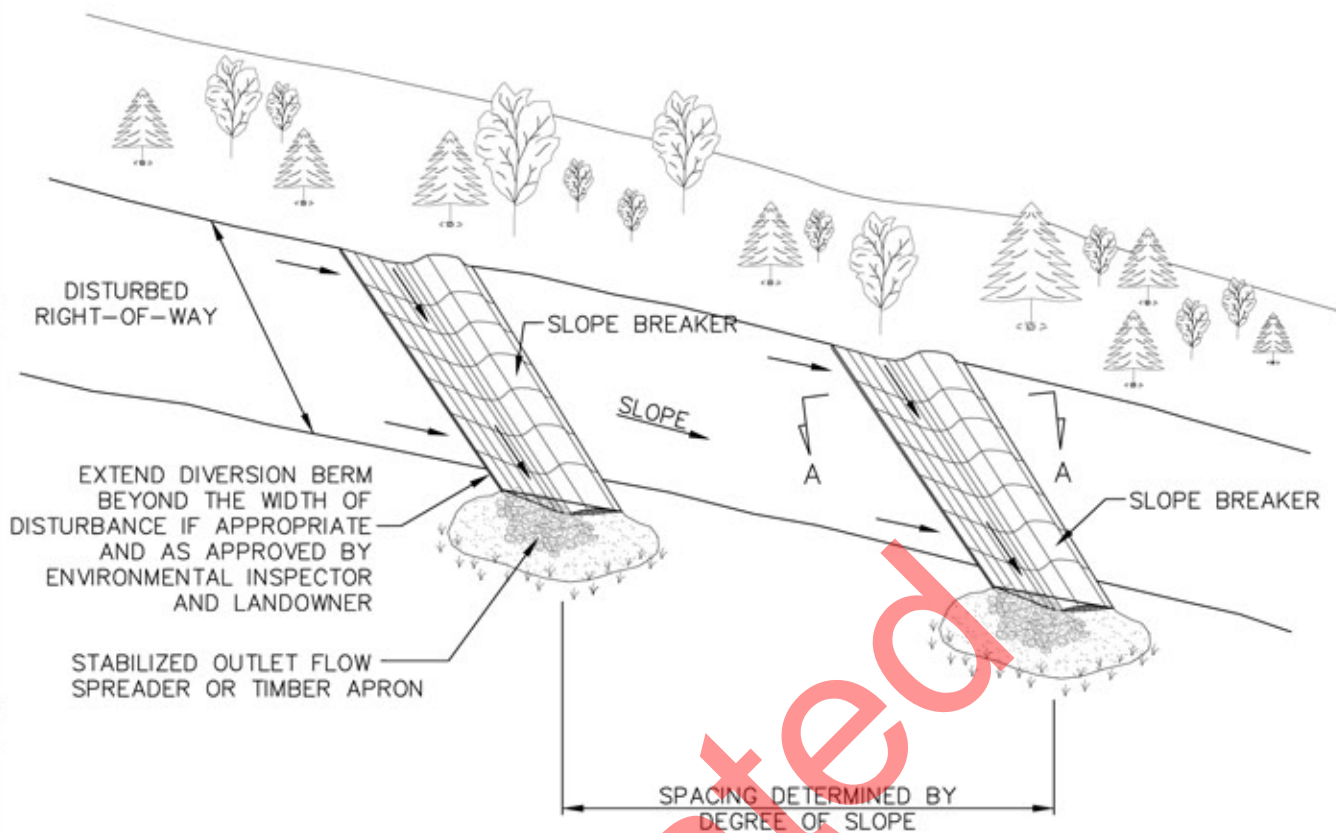 DISTURBED
RIGHT-OF-WAY
SLOPE BREAKER
SLOPE
A
A
SLOPE BREAKER
EXTEND DIVERSION BERM
BEYOND THE WIDTH OF
DISTURBANCE IF APPROPRIATE
AND AS APPROVED BY
ENVIRONMENTAL INSPECTOR
AND LANDOWNER
STABILIZED OUTLET FLOW
SPREADER OR TIMBER APRON
SPACING DETERMINED BY
DEGREE OF SLOPE